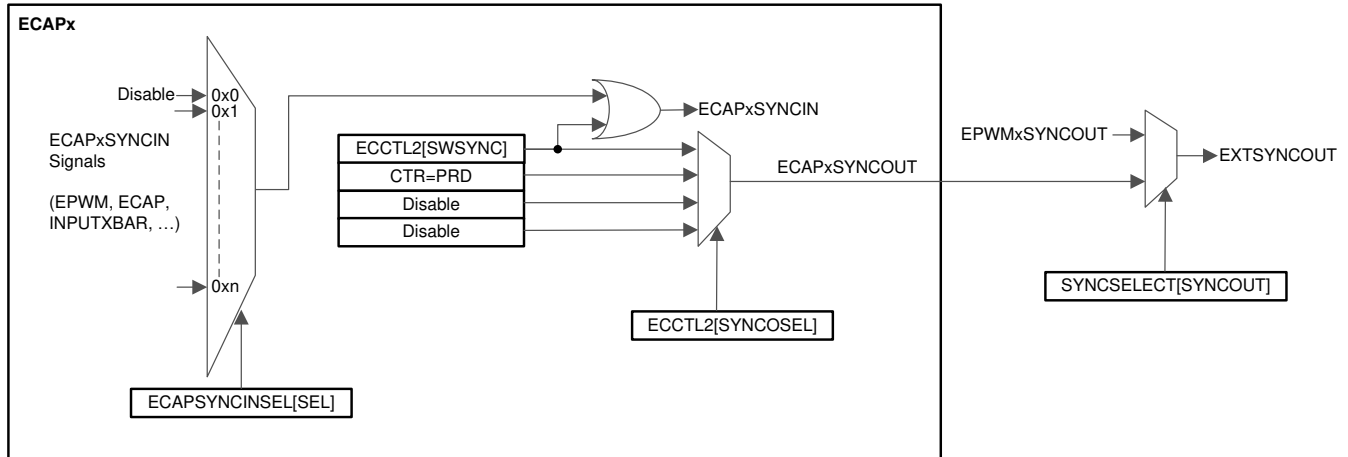 ECAPx
Disable
0x0
0x1
ECAPxSYNCIN
Signals
(EPWM, ECAP,
INPUTXBAR, …)
0xn
ECAPSYNCINSEL[SEL]
ECAPxSYNCIN
ECCTL2[SWSYNC]
CTR=PRD
Disable
Disable
ECAPxSYNCOUT
ECCTL2[SYNCOSEL]
EPWMxSYNCOUT
EXTSYNCOUT
SYNCSELECT[SYNCOUT]